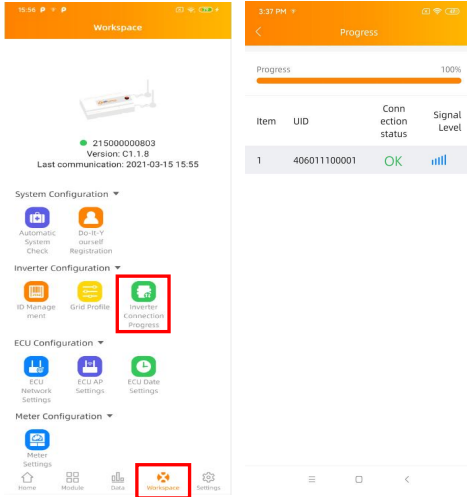 15:56
Workspace
215000000803
Version: C1.1.8
Last communication: 2021-03-15 15:55
System Configuration
Automatic
System
Check
Do-It-Y
ourself
Registration
Inverter Configuration
ID Manage
ment
Grid Profile
Inverter
Connection
Progress
ECU Configuration
ECU
Network
Settings
ECU AP
Settings
ECU Date
Settings
Meter Configuration
Meter
Settings
Home
Module
Data
Workspace
Settings
3:37 PM
Progress
Progress
100%
Item
UID
Conn
ection
status
Signal
Level
1
406011100001
OK